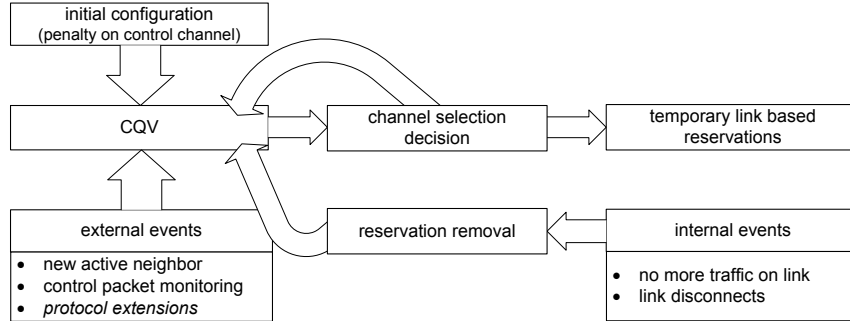 initial configuration
(penalty on control channel)
CQV
channel selection
decision
temporary link based
reservations
external events
reservation removal
internal events
• new active neighbor
• control packet monitoring
• protocol extensions
• no more traffic on link
• link disconnects